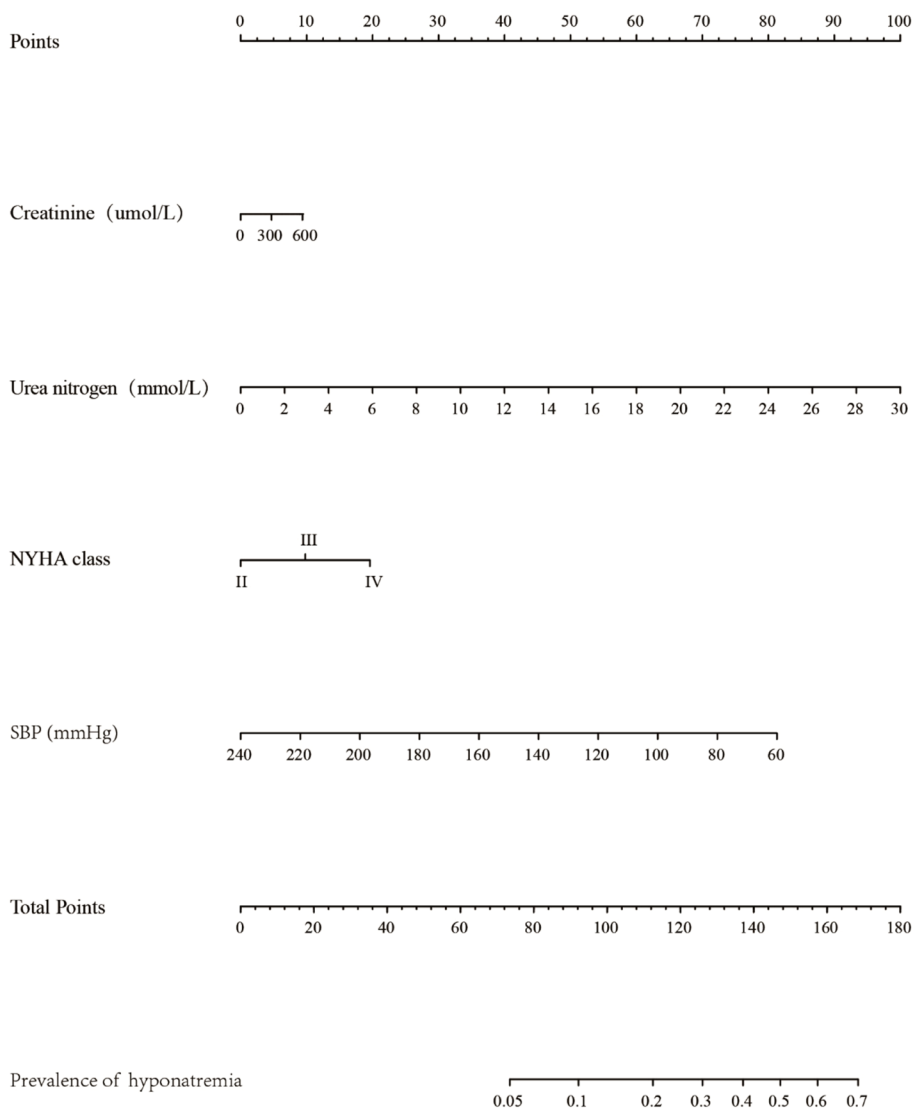 0 10 20 30 40 50 60 70 80 90 100
Points
Creatinine（umol/L）
0 300 600
Urea nitrogen（mmol/L）
0 2 4 6 8 10 12 14 16 18 20 22 24 26 28 30
III
NYHA class
II IV
SBP (mmHg)
240 220 200 180 160 140 120 100 80 60
Total Points
0 20 40 60 80 100 120 140 160 180
Prevalence of hyponatremia
0.05 0.1 0.2 0.3 0.4 0.5 0.6 0.7